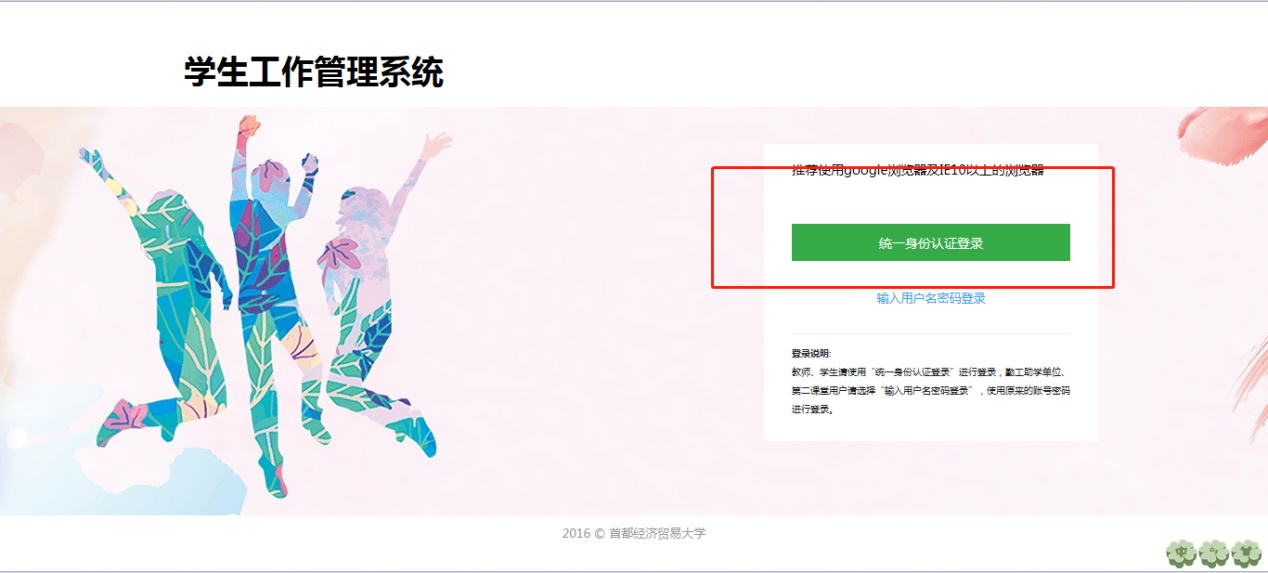 学生工作管理系统
推荐使用google浏览器及IE10以上的浏览器
统一身份认证登录
输入用户名密码登录
登录说明:
教师、学生请使用“统一身份认证登录”进行登录，勤工助学单位、
第二课堂用户请选择“输入用户名密码登录”，使用原来的账号密码
进行登录。
2016 © 首都经济贸易大学
中